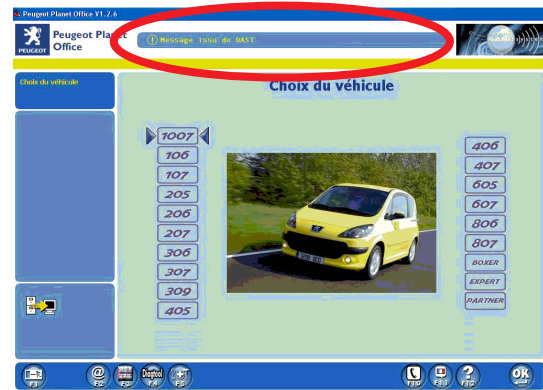 Peugeot Planet Office V1.2.6
PEUGEOT
Peugeot Planet
Office
Message issu de DAST
Choix du véhicule
Choix du véhicule
1007
106
107
205
206
207
306
307
309
405
406
407
605
607
806
807
BOXER
EXPERT
PARTNER
F1
@
F2
F3
Diagtool
F4
F5
F10
F11
?
F12
OK